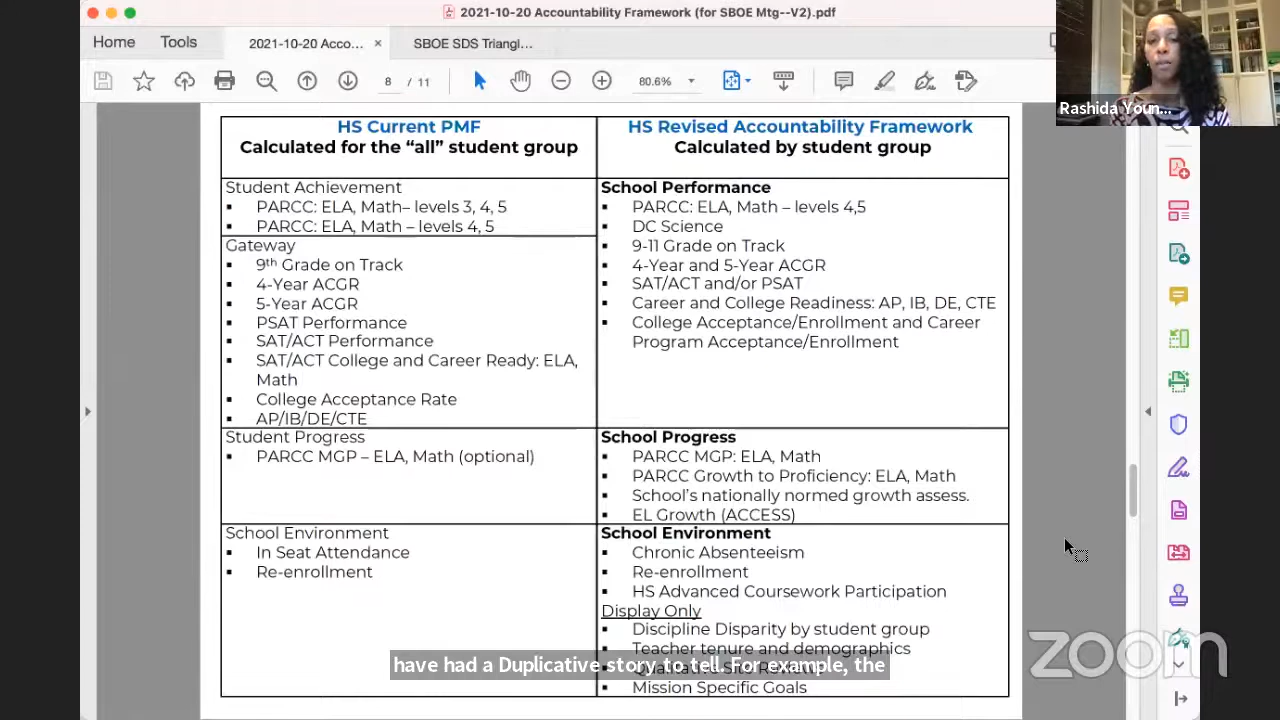 2021-10-20 Accountability Framework (for SBOE Mtg--V2).pdf
Home
Tools
2021-10-20 Acco...
×
SBOE SDS Triangl...
8 / 11
80.6%
Rashida Youn...
HS Current PMF
Calculated for the “all” student group
HS Revised Accountability Framework
Calculated by student group
Student Achievement
▪ PARCC: ELA, Math– levels 3, 4, 5
▪ PARCC: ELA, Math – levels 4, 5
Gateway
▪ 9th Grade on Track
▪ 4-Year ACGR
▪ 5-Year ACGR
▪ PSAT Performance
▪ SAT/ACT Performance
▪ SAT/ACT College and Career Ready: ELA,
Math
▪ College Acceptance Rate
▪ AP/IB/DE/CTE
School Performance
▪ PARCC: ELA, Math – levels 4,5
▪ DC Science
▪ 9-11 Grade on Track
▪ 4-Year and 5-Year ACGR
▪ SAT/ACT and/or PSAT
▪ Career and College Readiness: AP, IB, DE, CTE
▪ College Acceptance/Enrollment and Career
Program Acceptance/Enrollment
Student Progress
▪ PARCC MGP – ELA, Math (optional)
School Progress
▪ PARCC MGP: ELA, Math
▪ PARCC Growth to Proficiency: ELA, Math
▪ School’s nationally normed growth assess.
▪ EL Growth (ACCESS)
School Environment
▪ In Seat Attendance
▪ Re-enrollment
School Environment
▪ Chronic Absenteeism
▪ Re-enrollment
▪ HS Advanced Coursework Participation
Display Only
▪ Discipline Disparity by student group
▪ Teacher tenure and demographics
▪ Mission Specific Goals
have had a Duplicative story to tell. For example, the
zoom